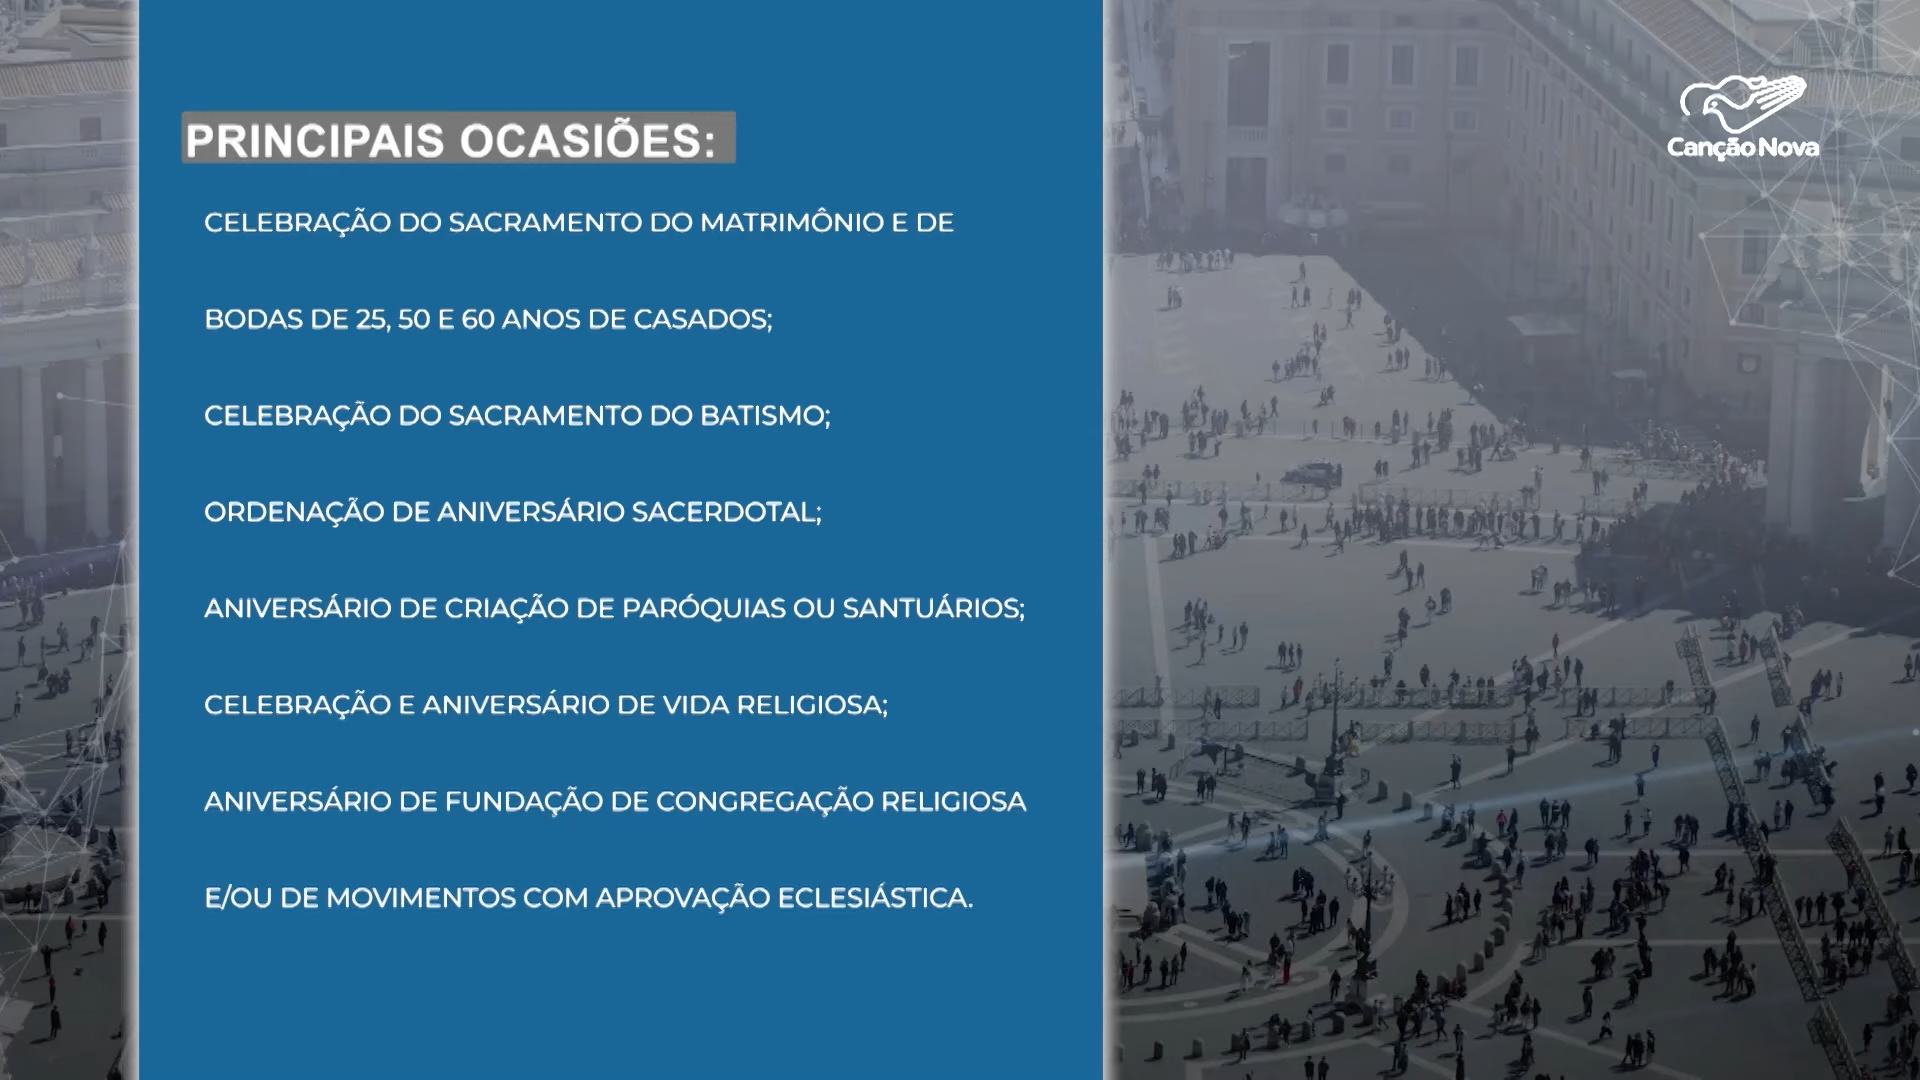 PRINCIPAIS OCASIÕES:
CELEBRAÇÃO DO SACRAMENTO DO MATRIMÔNIO E DE
BODAS DE 25, 50 E 60 ANOS DE CASADOS;
CELEBRAÇÃO DO SACRAMENTO DO BATISMO;
ORDENAÇÃO DE ANIVERSÁRIO SACERDOTAL;
ANIVERSÁRIO DE CRIAÇÃO DE PARÓQUIAS OU SANTUÁRIOS;
CELEBRAÇÃO E ANIVERSÁRIO DE VIDA RELIGIOSA;
ANIVERSÁRIO DE FUNDAÇÃO DE CONGREGAÇÃO RELIGIOSA
E/OU DE MOVIMENTOS COM APROVAÇÃO ECLESIÁSTICA.
Canção Nova